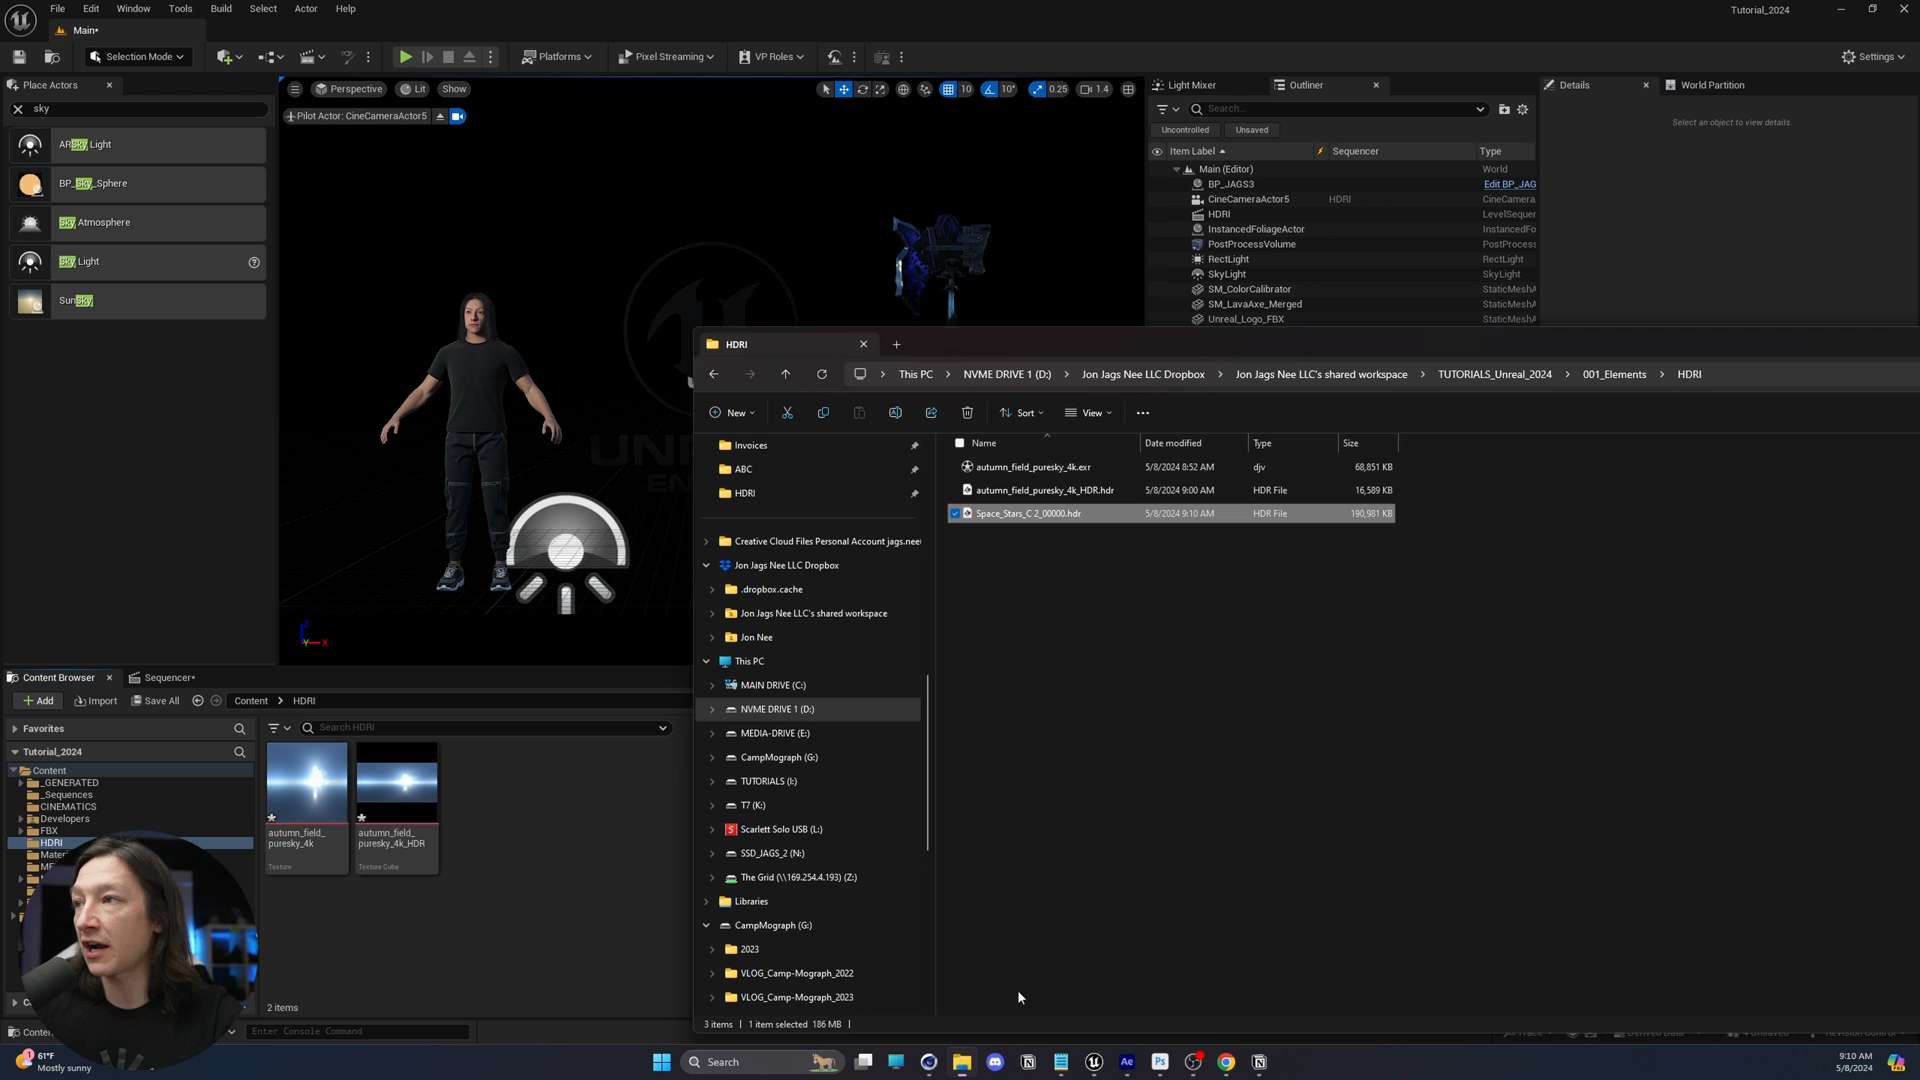 File Edit Window Tools Build Select Actor Help
Tutorial_2024
Main•
Selection Mode
Platforms
Pixel Streaming
VP Roles
Settings
Place Actors
sky
ARSky Light
BP_Sky_Sphere
Sky Atmosphere
Sky Light
SunSky
Perspective Lit Show
10 10° 0.25 1.4
Pilot Actor: CineCameraActor5
Light Mixer
Outliner
Search...
Uncontrolled Unsaved
Item Label Sequencer Type
Main (Editor) World
BP_JAGS3 Edit BP_JAG
CineCameraActor5 HDRI CineCamera
HDRI LevelSequer
InstancedFoliageActor InstancedFo
PostProcessVolume PostProcess
RectLight RectLight
SkyLight SkyLight
SM_ColorCalibrator StaticMeshA
SM_LavaAxe_Merged StaticMeshA
Unreal_Logo_FBX StaticMeshA
Details
World Partition
Select an object to view details.
HDRI
This PC > NVME DRIVE 1 (D:) > Jon Jags Nee LLC Dropbox > Jon Jags Nee LLC's shared workspace > TUTORIALS_Unreal_2024 > 001_Elements > HDRI
New Sort View
Invoices
ABC
HDRI
Creative Cloud Files Personal Account jags.nee
Jon Jags Nee LLC Dropbox
.dropbox.cache
Jon Jags Nee LLC's shared workspace
Jon Nee
This PC
MAIN DRIVE (C:)
NVME DRIVE 1 (D:)
MEDIA-DRIVE (E:)
CampMograph (G:)
TUTORIALS (I:)
T7 (K:)
Scarlett Solo USB (L:)
SSD_JAGS_2 (N:)
The Grid (\\169.254.4.193) (Z:)
Libraries
CampMograph (G:)
2023
VLOG_Camp-Mograph_2022
VLOG_Camp-Mograph_2023
Name Date modified Type Size
autumn_field_puresky_4k.exr 5/8/2024 8:52 AM djv 68,851 KB
autumn_field_puresky_4k_HDR.hdr 5/8/2024 9:00 AM HDR File 16,589 KB
Space_Stars_C 2_00000.hdr 5/8/2024 9:10 AM HDR File 190,981 KB
3 items 1 item selected 186 MB
Content Browser
Sequencer•
Add Import Save All Content > HDRI
Favorites
Search HDRI
Tutorial_2024
Content
_GENERATED
_Sequences
CINEMATICS
Developers
FBX
HDRI
Materi
autumn_field_
puresky_4k
Texture
autumn_field_
puresky_4k_HDR
Texture Cube
2 items
Enter Console Command
61°F
Mostly sunny
Search
9:10 AM
5/8/2024